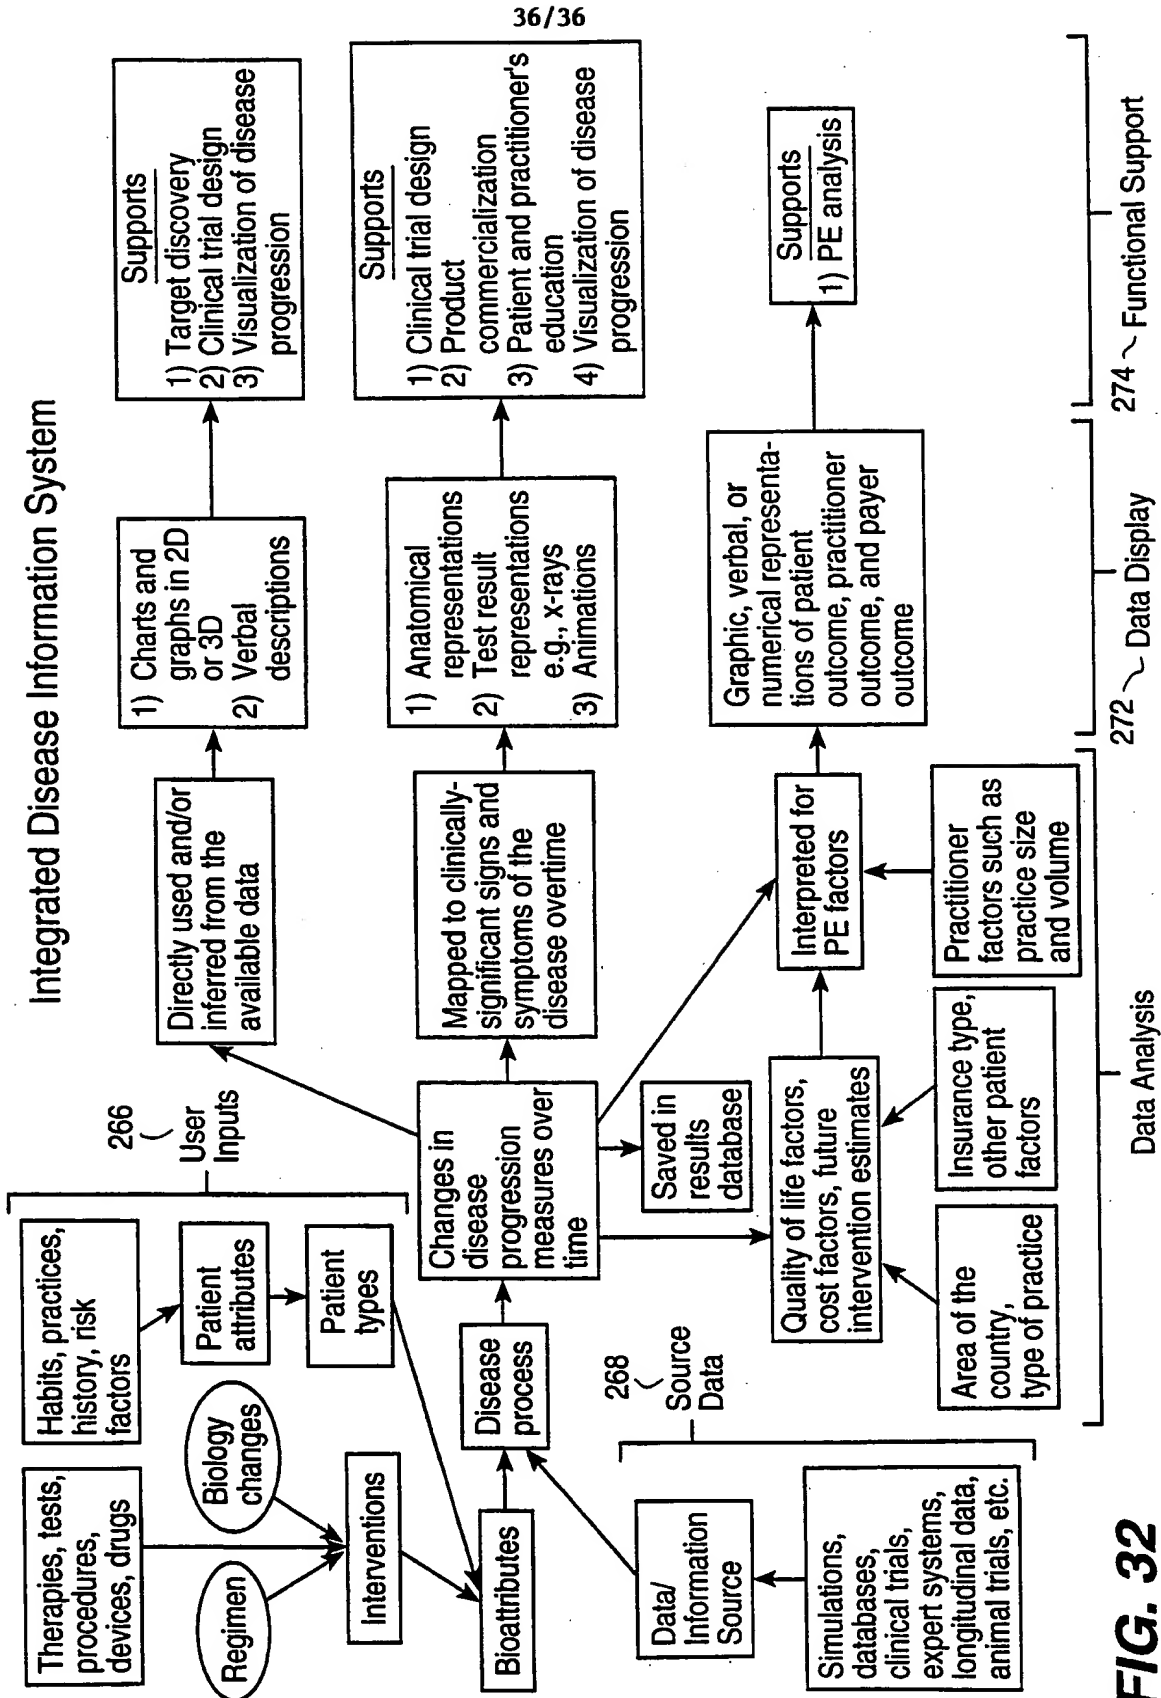 36/36
Integrated Disease Information System
Therapies, tests,
procedures,
devices, drugs
Habits, practices,
history, risk
factors
266
User
Inputs
Regimen
Biology
changes
Patient
attributes
Interventions
Patient
types
Bioattributes
Disease
process
Changes in
disease
progression
measures over
time
Directly used and/or
inferred from the
available data
1) Charts and
graphs in 2D
or 3D
2) Verbal
descriptions
Supports
1) Target discovery
2) Clinical trial design
3) Visualization of disease
progression
Mapped to clinically-
significant signs and
symptoms of the
disease overtime
1) Anatomical
representations
2) Test result
representations
e.g., x-rays
3) Animations
Supports
1) Clinical trial design
2) Product
commercialization
3) Patient and practitioner's
education
4) Visualization of disease
progression
Data/
Information
Source
268
Source
Data
Saved in
results
database
Simulations,
databases,
clinical trials,
expert systems,
longitudinal data,
animal trials, etc.
Quality of life factors,
cost factors, future
intervention estimates
Interpreted for
PE factors
Graphic, verbal, or
numerical representa-
tions of patient
outcome, practitioner
outcome, and payer
outcome
Supports
1) PE analysis
Area of the
country,
type of practice
Insurance type,
other patient
factors
Practitioner
factors such as
practice size
and volume
Data Analysis
272
Data Display
274
Functional Support
FIG. 32